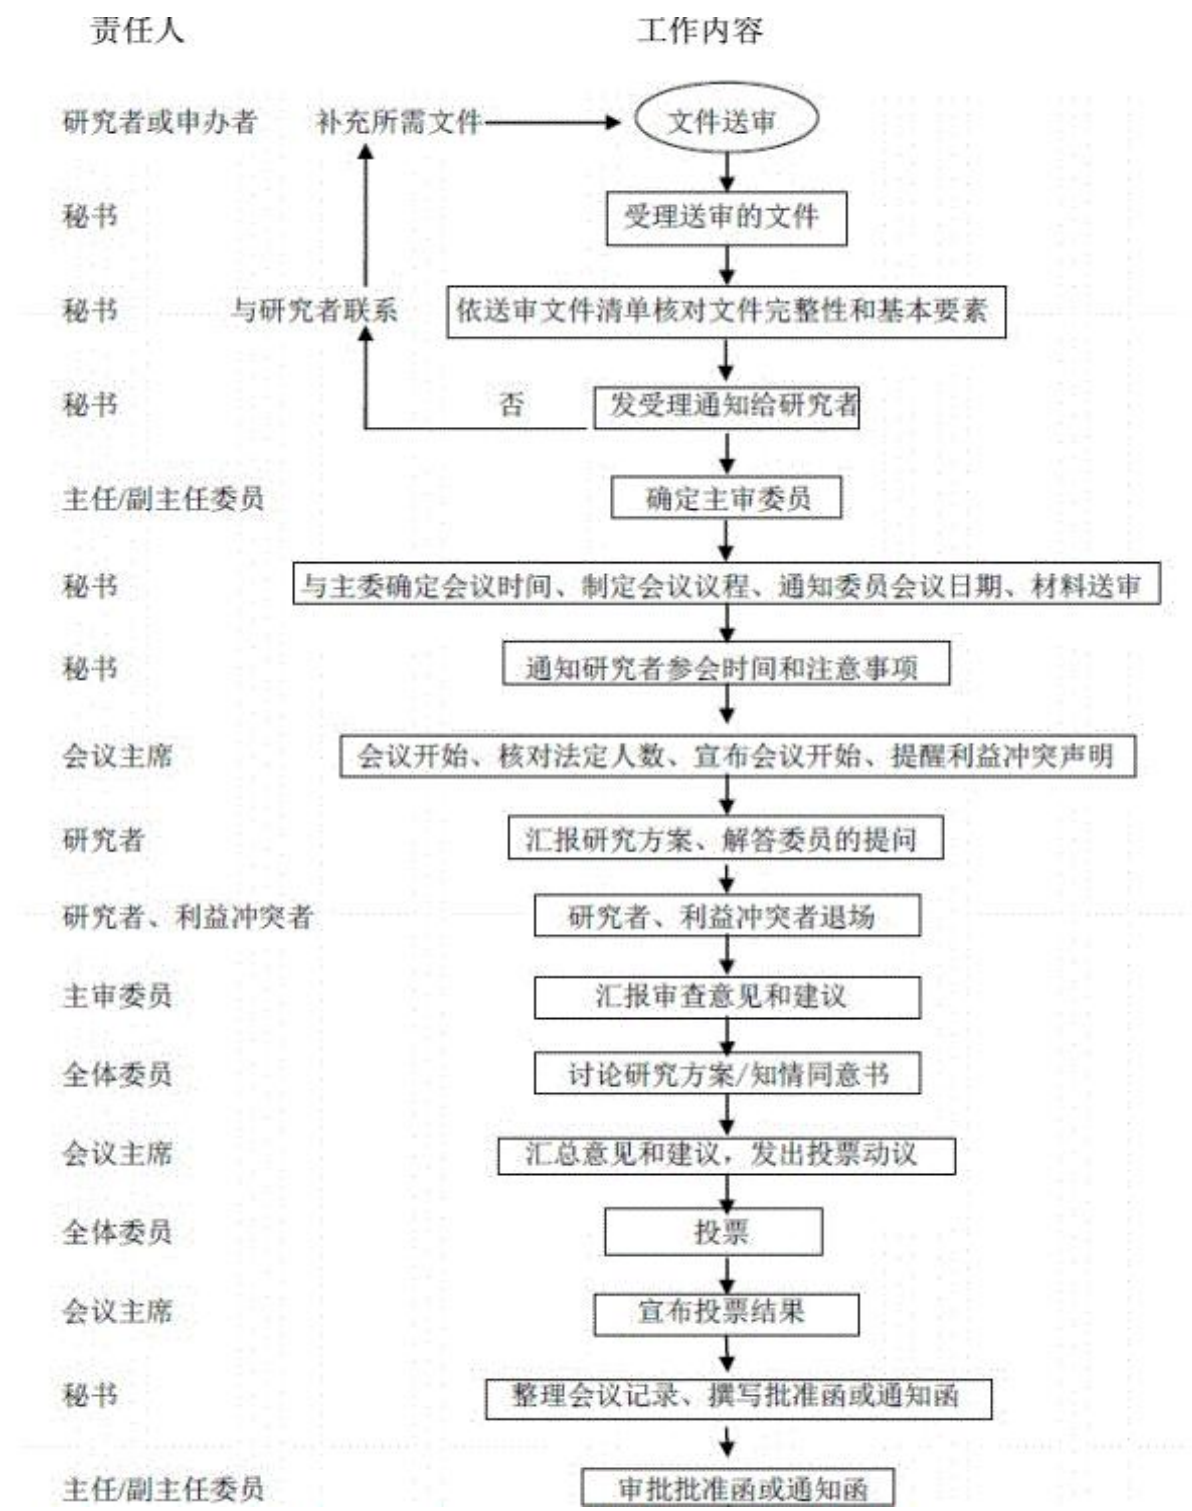 责任人 工作内容
研究者或申办者 补充所需文件 文件送审
秘书 受理送审的文件
秘书 与研究者联系 依送审文件清单核对文件完整性和基本要素
秘书 否 发受理通知给研究者
主任/副主任委员 确定主审委员
秘书 与主委确定会议时间、制定会议议程、通知委员会议日期、材料送审
秘书 通知研究者参会时间和注意事项
会议主席 会议开始、核对法定人数、宣布会议开始、提醒利益冲突声明
研究者 汇报研究方案、解答委员的提问
研究者、利益冲突者 研究者、利益冲突者退场
主审委员 汇报审查意见和建议
全体委员 讨论研究方案/知情同意书
会议主席 汇总意见和建议，发出投票动议
全体委员 投票
会议主席 宣布投票结果
秘书 整理会议记录、撰写批准函或通知函
主任/副主任委员 审批批准函或通知函